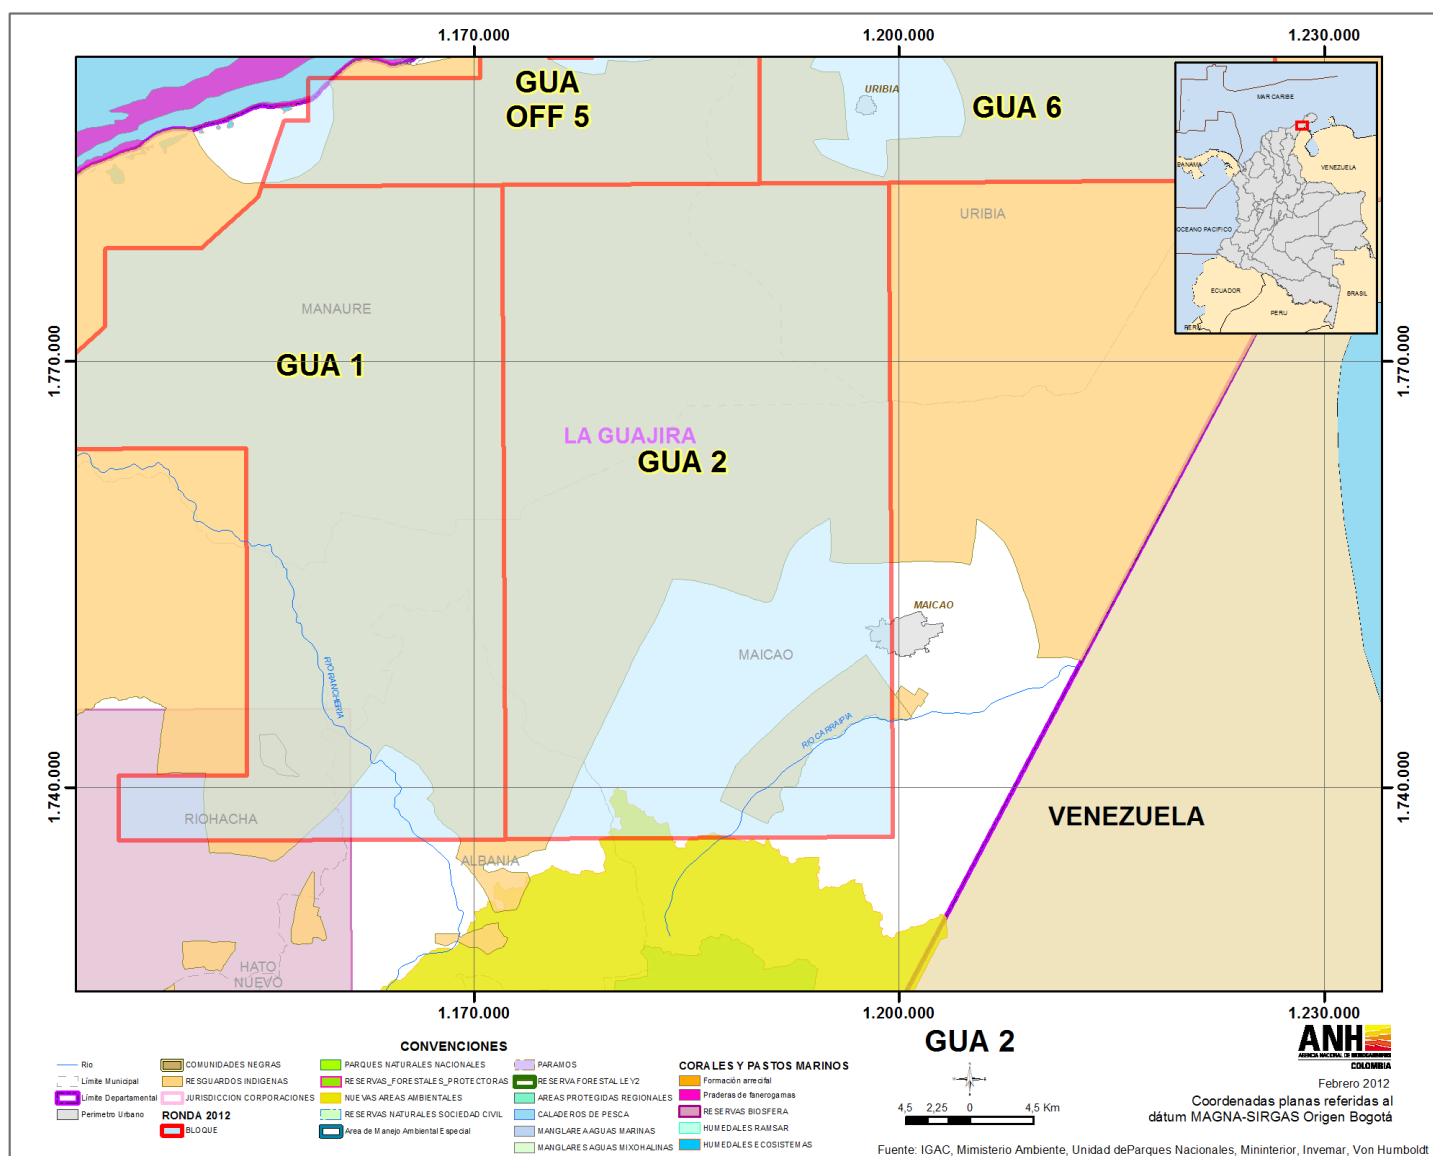 1.170.000
1.200.000
1.230.000
GUA
OFF 5
URIBIA
GUA 6
MAR CARIBE
PANAMA
VENEZUELA
OCEANO PACIFICO
ECUADOR
BRASIL
PERU
PERU
URIBIA
MANAURE
GUA 1
1.770.000
1.770.000
LA GUAJIRA
GUA 2
MAICAO
MAICAO
RIO RANCHERIA
RIO CARRAIPIA
1.740.000
1.740.000
VENEZUELA
RIOHACHA
ALBANIA
HATO
NUEVO
1.170.000
1.200.000
1.230.000
CONVENCIONES
Rio
Límite Municipal
Límite Departamental
Perimetro Urbano
COMUNIDADES NEGRAS
RESGUARDOS INDIGENAS
JURISDICCION CORPORACIONES
RONDA 2012
BLOQUE
PARQUES NATURALES NACIONALES
RESERVAS_FORESTALES_PROTECTORAS
NUEVAS AREAS AMBIENTALES
RESERVAS NATURALES SOCIEDAD CIVIL
Area de Manejo Ambiental Especial
PARAMOS
RESERVA FORESTAL LEY2
AREAS PROTEGIDAS REGIONALES
CALADEROS DE PESCA
MANGLARE AGUAS MARINAS
MANGLARES AGUAS MIXOHALINAS
CORALES Y PASTOS MARINOS
Formación arrecifal
Praderas de fanerogamas
RESERVAS BIOSFERA
HUMEDALES RAMSAR
HUMEDALES ECOSISTEMAS
GUA 2
4,5 2,25 0 4,5 Km
ANH
AGENCIA NACIONAL DE HIDROCARBUROS
COLOMBIA
Febrero 2012
Coordenadas planas referidas al
dátum MAGNA-SIRGAS Origen Bogotá
Fuente: IGAC, Mimisterio Ambiente, Unidad deParques Nacionales, Mininterior, Invemar, Von Humboldt